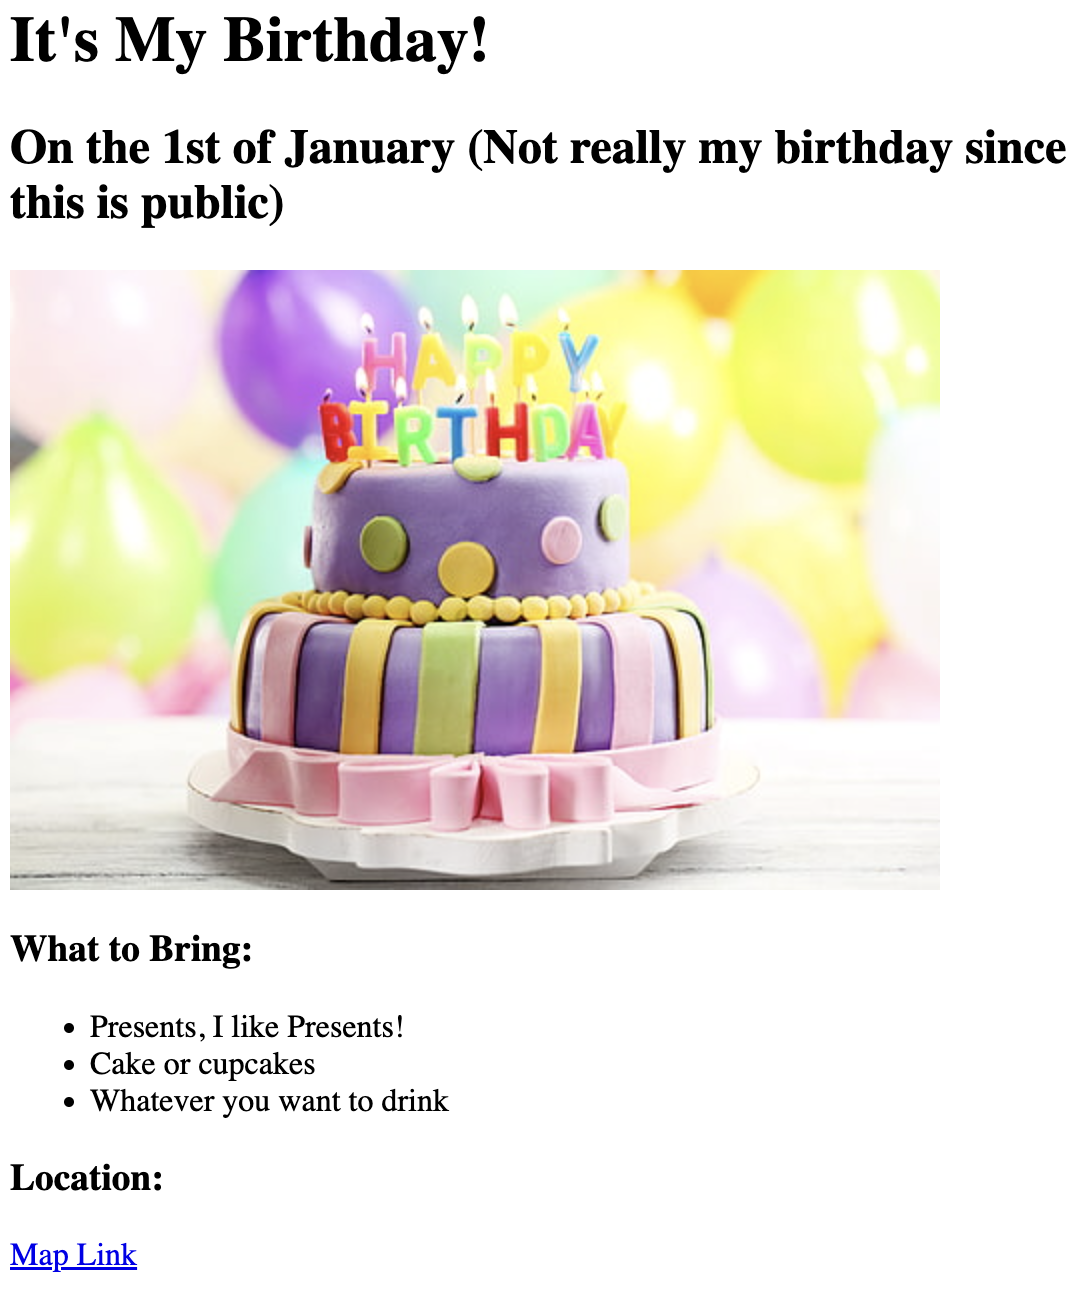 It's My Birthday!
On the 1st of January (Not really my birthday since
this is public)
HAPPY
BIRTHDAY
What to Bring:
Presents, I like Presents!
Cake or cupcakes
Whatever you want to drink
Location:
Map Link